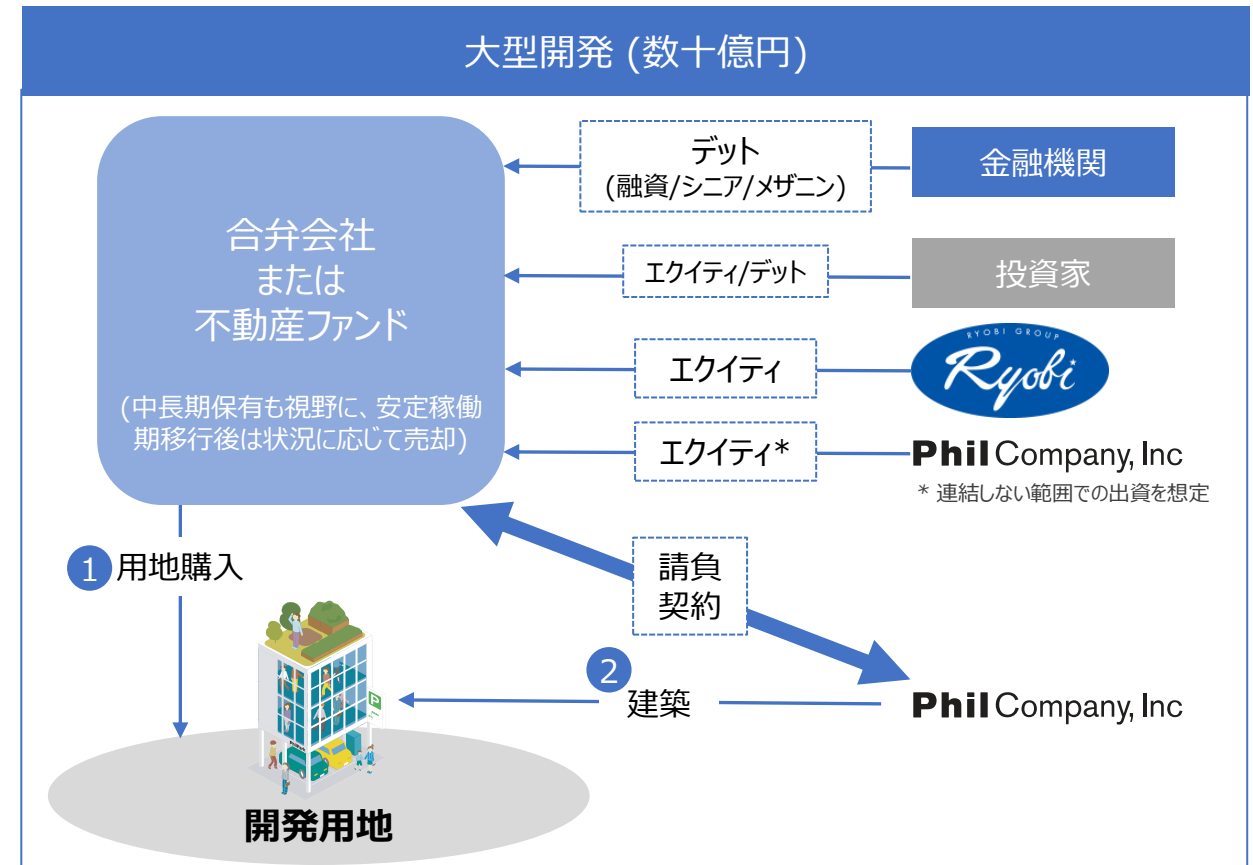 大型開発 (数十億円)
合弁会社
または
不動産ファンド
(中長期保有も視野に、安定稼働
期移行後は状況に応じて売却)
デット
(融資/シニア/メザニン)
金融機関
エクイティ/デット
投資家
エクイティ
RYOBI GROUP
Ryobi
エクイティ*
Phil Company, Inc
* 連結しない範囲での出資を想定
1 用地購入
請負
契約
2
建築
Phil Company, Inc
P
開発用地